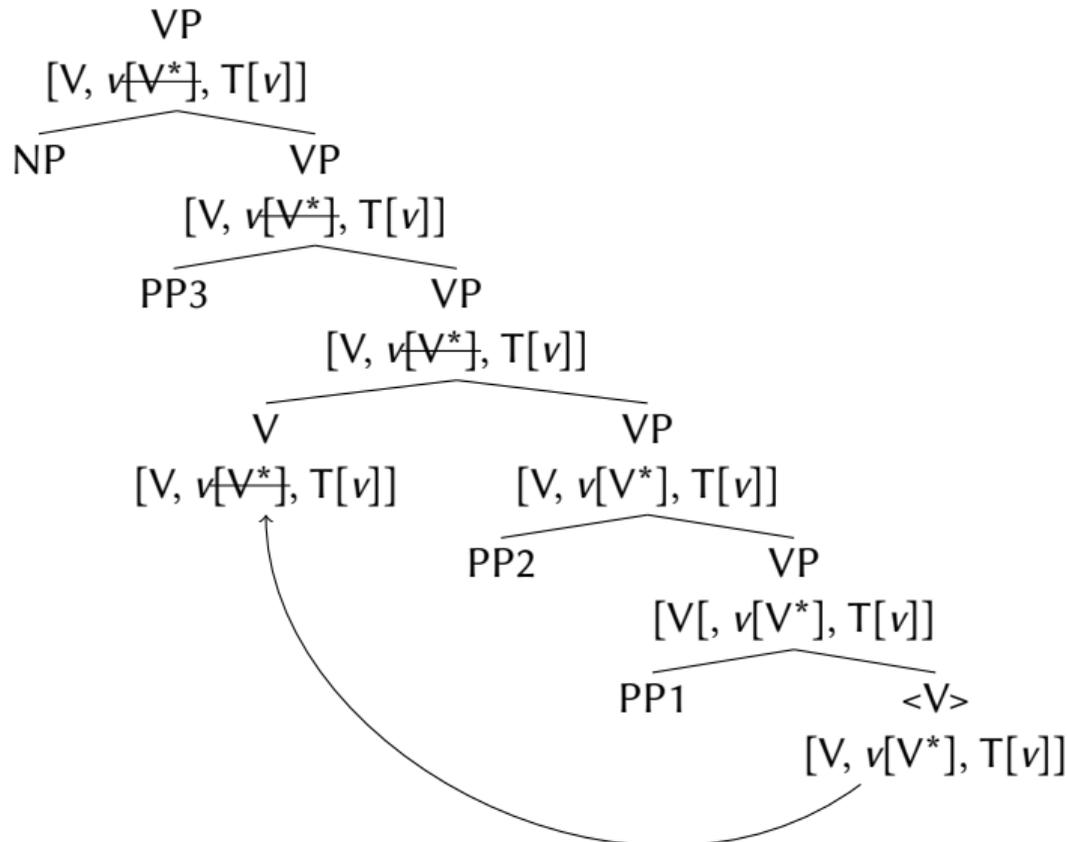 VP
[V, v[V*], T[v]]
NP VP
[V, v[V*], T[v]]
PP3 VP
[V, v[V*], T[v]]
V VP
[V, v[V*], T[v]] [V, v[V*], T[v]]
PP2 VP
[V[, v[V*], T[v]]
PP1 <V>
[V, v[V*], T[v]]